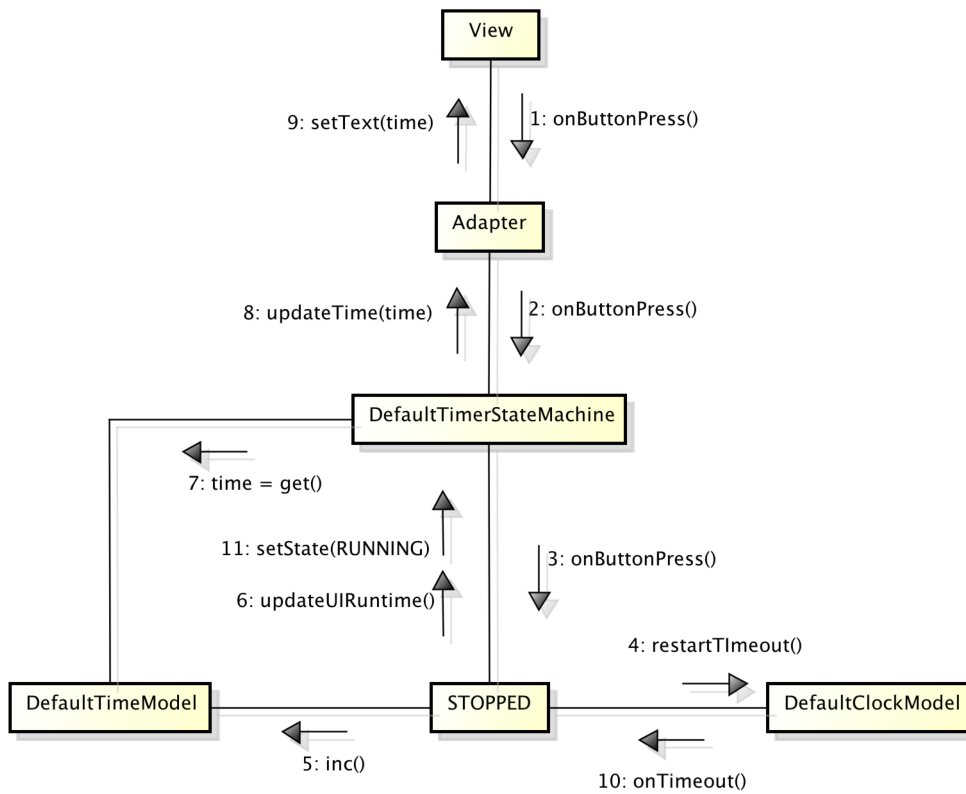 View
9: setText(time)
1: onButtonPress()
Adapter
8: updateTime(time)
2: onButtonPress()
DefaultTimerStateMachine
7: time = get()
11: setState(RUNNING)
3: onButtonPress()
6: updateUIRuntime()
4: restartTImeout()
DefaultTimeModel
STOPPED
DefaultClockModel
5: inc()
10: onTimeout()